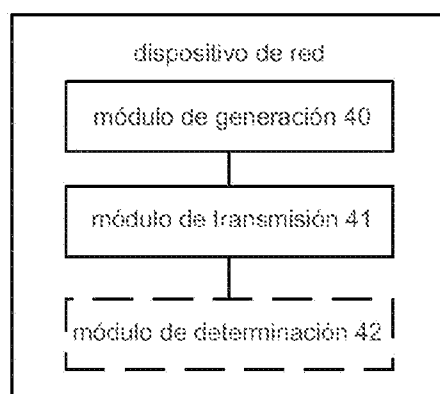 dispositivo de red
módulo de generación 40
módulo de transmisión 41
módulo de determinación 42